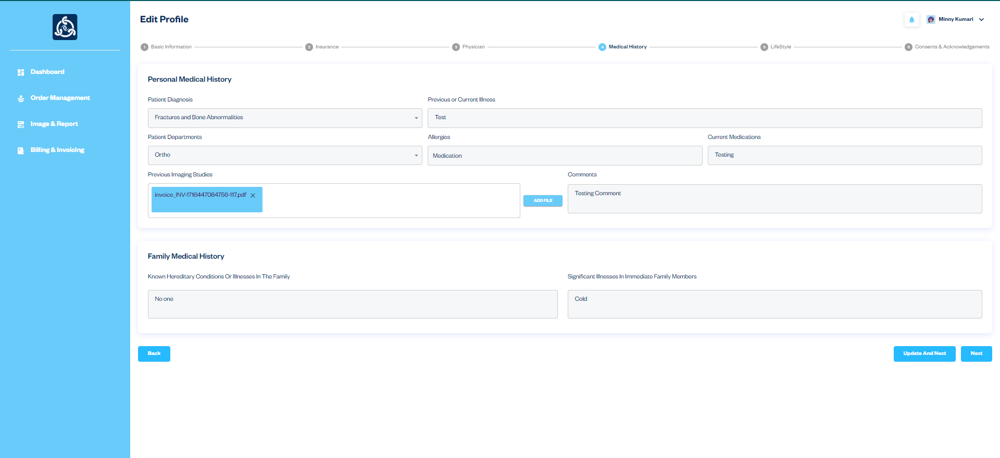 Edit Profile
Minny Kumari
1 Basic Information
2 Insurance
3 Physician
4 Medical History
5 LifeStyle
6 Consents & Acknowledgements
Dashboard
Order Management
Image & Report
Billing & Invoicing
Personal Medical History
Patient Diagnosis
Previous or Current Illness
Fractures and Bone Abnormalities
Test
Patient Departments
Allergies
Current Medications
Ortho
Medication
Testing
Previous Imaging Studies
Comments
invoice_INV-1716447084756-117.pdf
ADD FILE
Testing Comment
Family Medical History
Known Hereditary Conditions Or Illnesses In The Family
Significant Illnesses In Immediate Family Members
No one
Cold
Back
Update And Next
Next